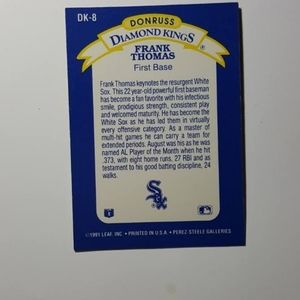 DK-8
DONRUSS
DIAMOND KINGS®
FRANK
THOMAS
First Base
Frank Thomas keynotes the resurgent White
Sox. This 22 year-old powerful first baseman
has become a fan favorite with his infectious
smile, prodigious strength, consistent play
and welcomed maturity. He has become the
White Sox as he has led them in virtually
every offensive category. As a master of
multi-hit games he can carry a team for
extended periods. August was his as he was
named AL Player of the Month when he hit
.373, with eight home runs, 27 RBI and as
testament to his good batting discipline, 24
walks.
Sox
©1991 LEAF, INC. • PRINTED IN U.S.A. • PEREZ-STEELE GALLERIES